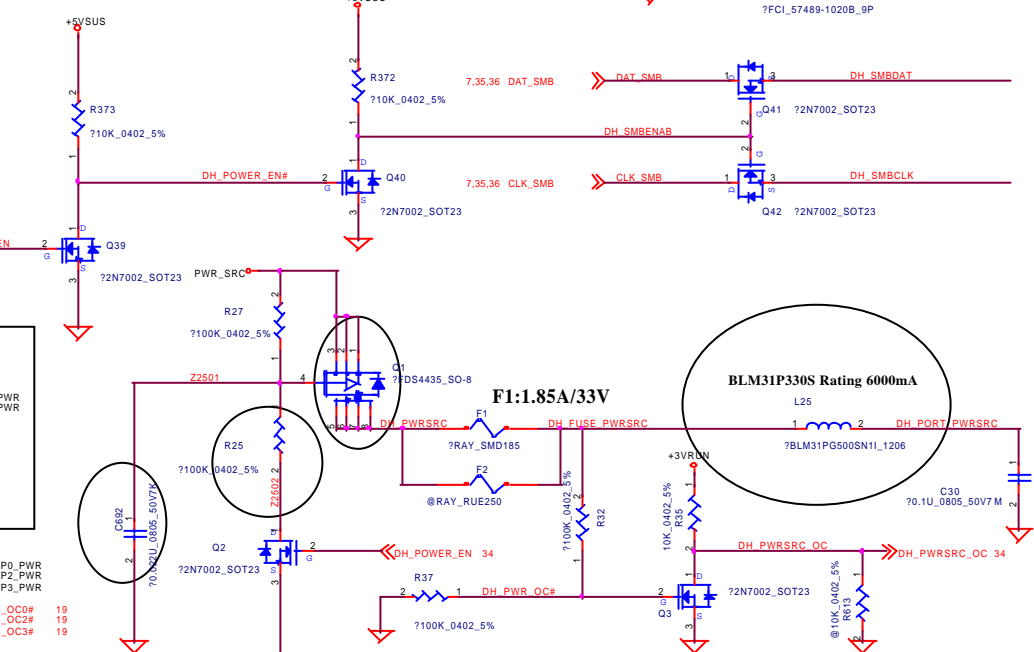 ?FCI_57489-1020B_9P
+5VSUS
R373
?10K_0402_5%
R372
?10K_0402_5%
7,35,36 DAT_SMB
DAT_SMB
DH_SMBDAT
Q41
?2N7002_SOT23
DH_SMBENAB
DH_POWER_EN#
Q40
?2N7002_SOT23
7,35,36 CLK_SMB
CLK_SMB
DH_SMBCLK
Q42 ?2N7002_SOT23
EN
Q39
?2N7002_SOT23
PWR_SRC
R27
?100K_0402_5%
Z2501
Q1
?FDS4435_SO-8
F1:1.85A/33V
BLM31P330S Rating 6000mA
L25
DH_PWRSRC
F1
DH_FUSE_PWRSRC
DH_PORT_PWRSRC
?RAY_SMD185
?BLM31PG500SN1I_1206
PWR
PWR
R25
?100K_0402_5%
Z2502
F2
@RAY_RUE250
+3VRUN
C30
?0.1U_0805_50V7M
C692
?0.022U_0805_50V7K
?100K_0402_5%
R32
10K_0402_5%
R35
Q2
?2N7002_SOT23
DH_POWER_EN 34
DH_PWRSRC_OC
DH_PWRSRC_OC 34
P0_PWR
P2_PWR
P3_PWR
R37
?100K_0402_5%
DH_PWR_OC#
Q3
?2N7002_SOT23
@10K_0402_5%
R613
_OC0# 19
_OC2# 19
_OC3# 19